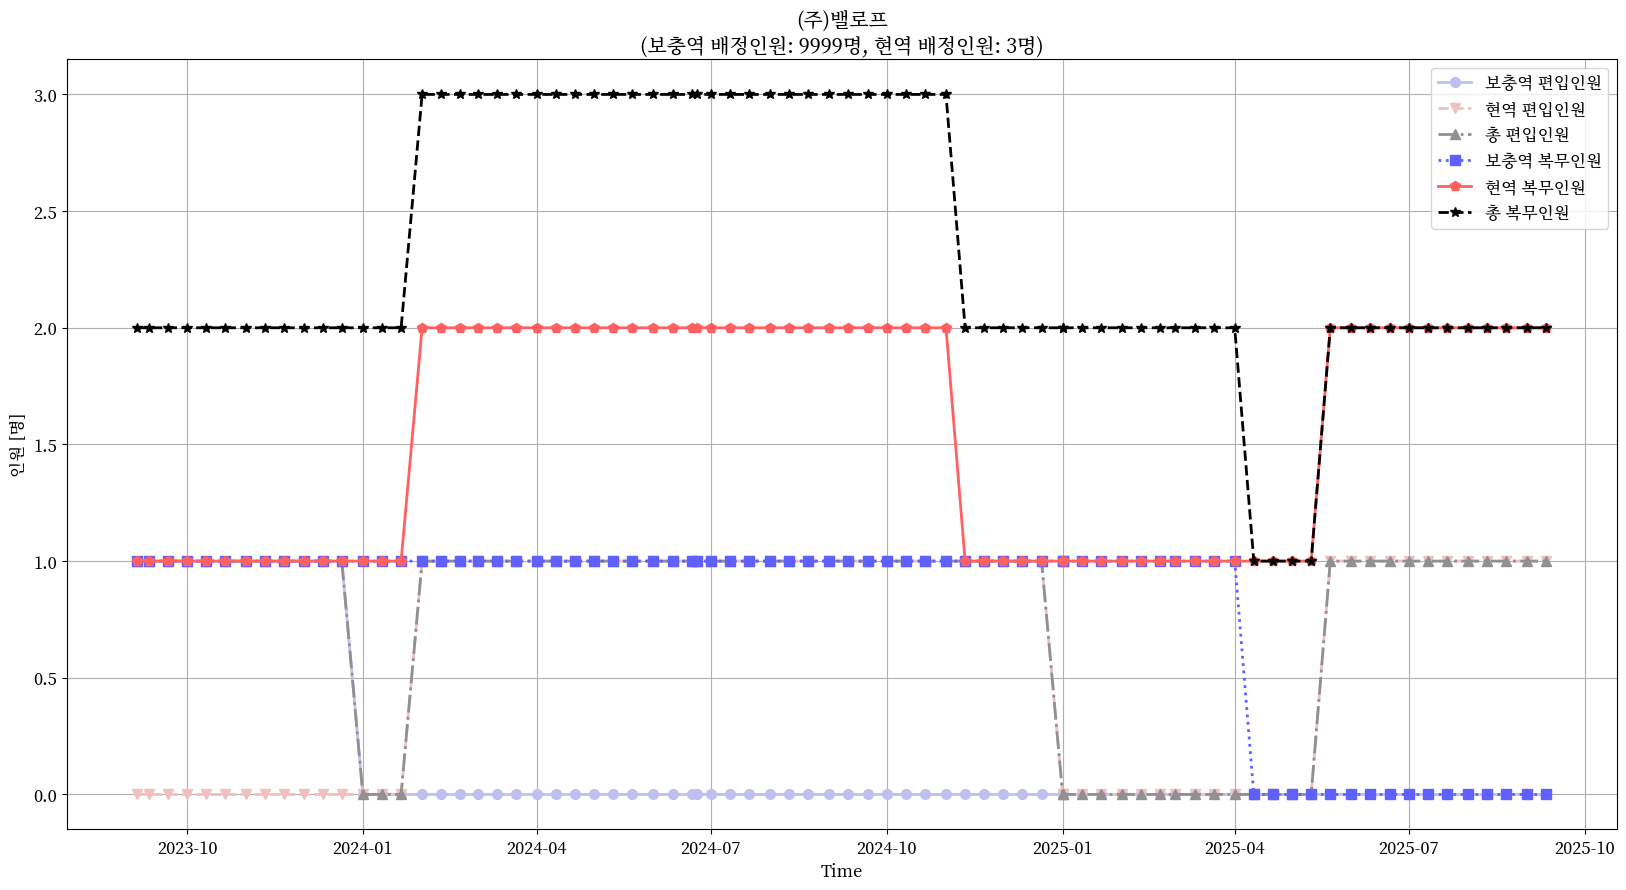 (주)밸로프
(보충역 배정인원: 9999명, 현역 배정인원: 3명)
보충역 편입인원
현역 편입인원
총 편입인원
보충역 복무인원
현역 복무인원
총 복무인원
3.0
2.5
2.0
1.5
1.0
0.5
0.0
인원 [명]
2023-10
2024-01
2024-04
2024-07
2024-10
2025-01
2025-04
2025-07
2025-10
Time